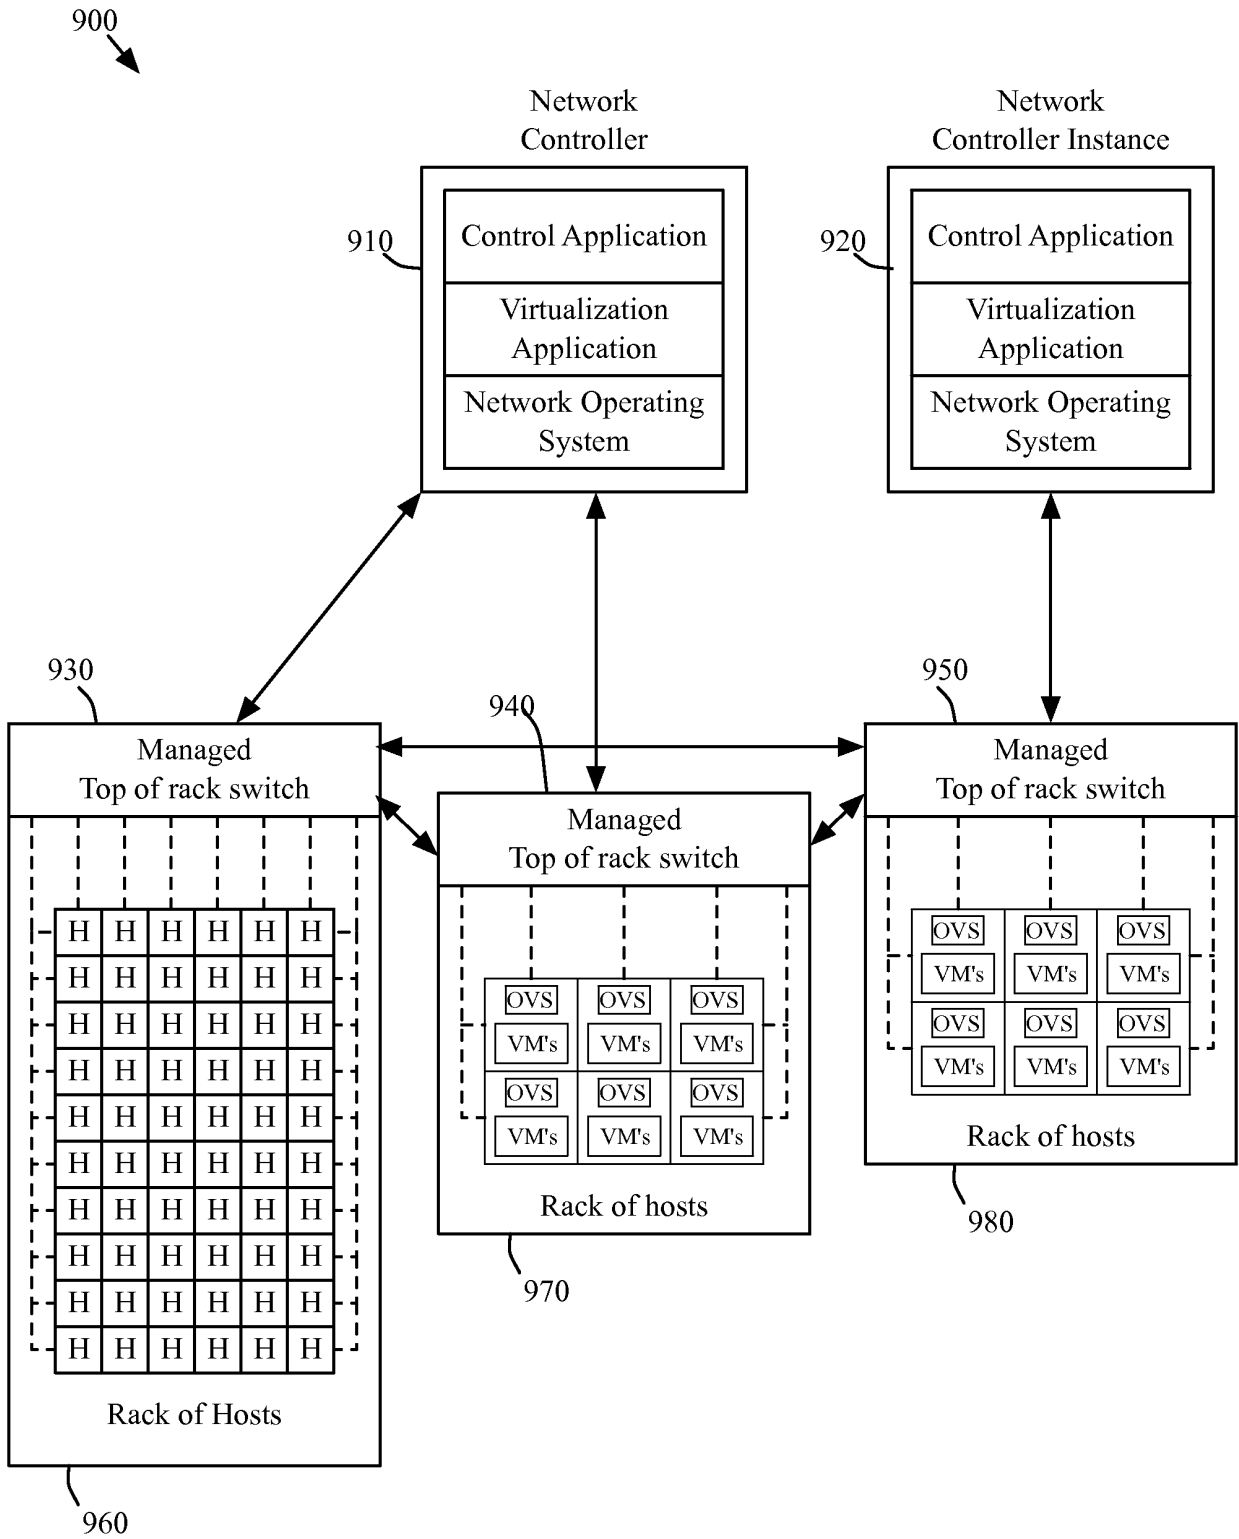 900
Network
Controller
Network
Controller Instance
910
Control Application
Virtualization
Application
Network Operating
System
920
Control Application
Virtualization
Application
Network Operating
System
930
940
950
Managed
Top of rack switch
Managed
Top of rack switch
Managed
Top of rack switch
H H H H H H
H H H H H H
H H H H H H
H H H H H H
H H H H H H
H H H H H H
H H H H H H
H H H H H H
H H H H H H
H H H H H H
Rack of Hosts
960
OVS OVS OVS
VM's VM's VM's
OVS OVS OVS
VM's VM's VM's
Rack of hosts
970
OVS OVS OVS
VM's VM's VM's
OVS OVS OVS
VM's VM's VM's
Rack of hosts
980